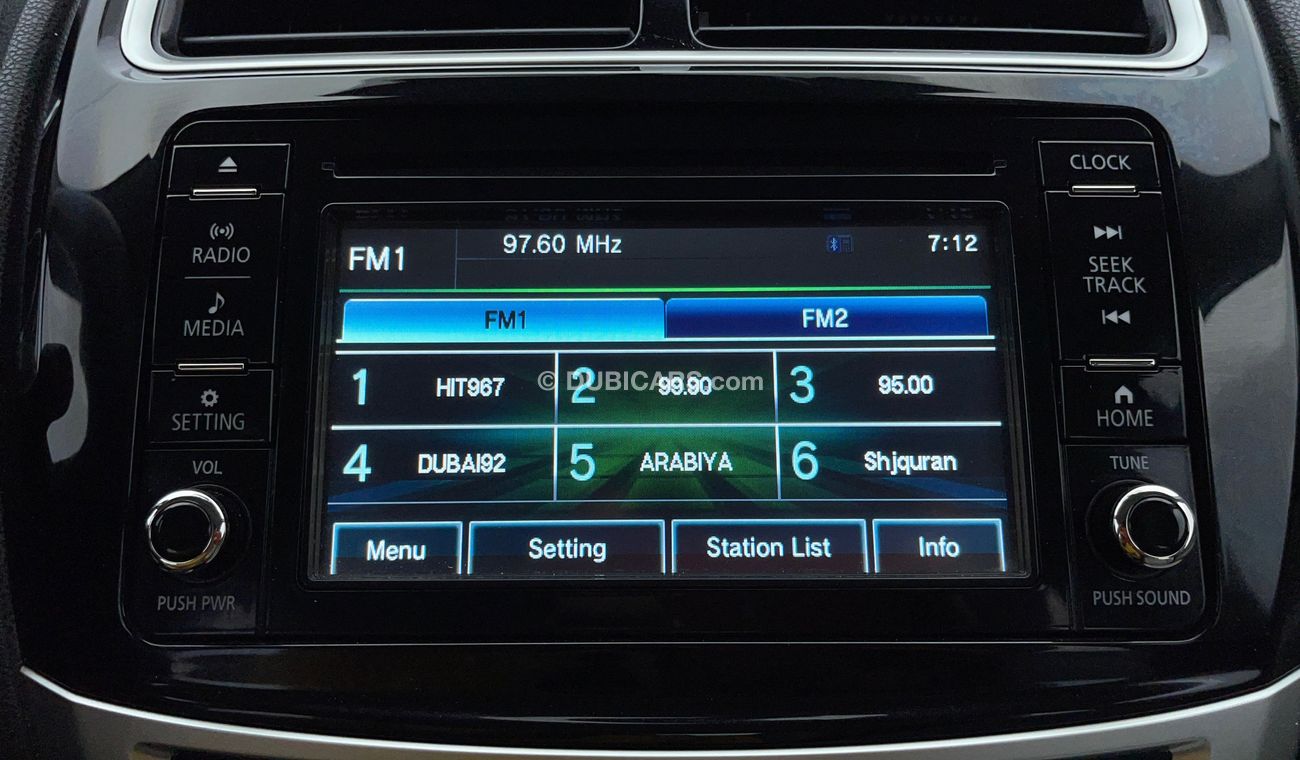 CLOCK
RADIO
MEDIA
SETTING
VOL
PUSH PWR
FM1
97.60 MHz
7:12
FM1 FM2
1 HIT967 2 99.90 3 95.00
4 DUBAI92 5 ARABIYA 6 Shjquran
Menu Setting Station List Info
© DUBICARS.com
SEEK
TRACK
HOME
TUNE
PUSH SOUND